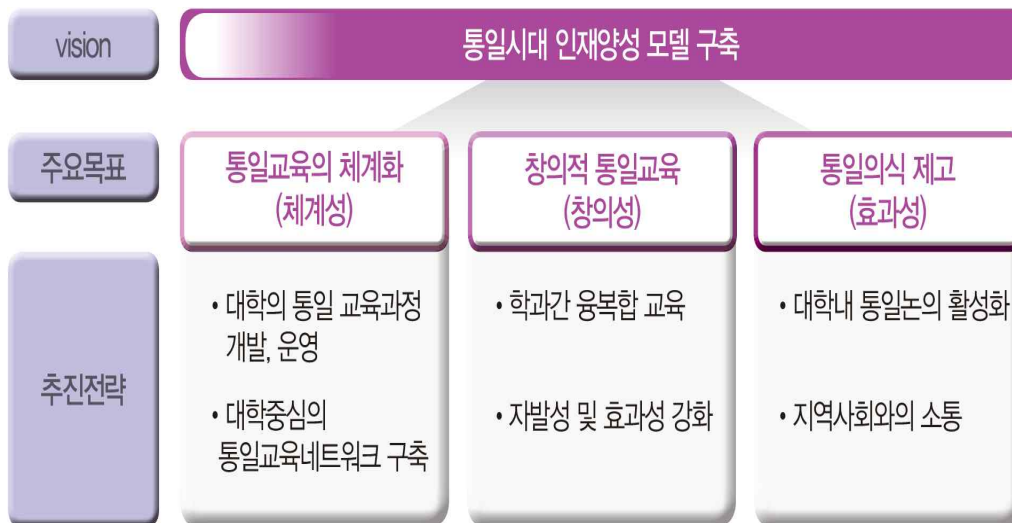 vision
통일시대 인재양성 모델 구축
주요목표
통일교육의 체계화
(체계성)
창의적 통일교육
(창의성)
통일의식 제고
(효과성)
추진전략
• 대학의 통일 교육과정
개발, 운영
• 대학중심의
통일교육네트워크 구축
• 학과간 융복합 교육
• 자발성 및 효과성 강화
• 대학내 통일논의 활성화
• 지역사회와의 소통